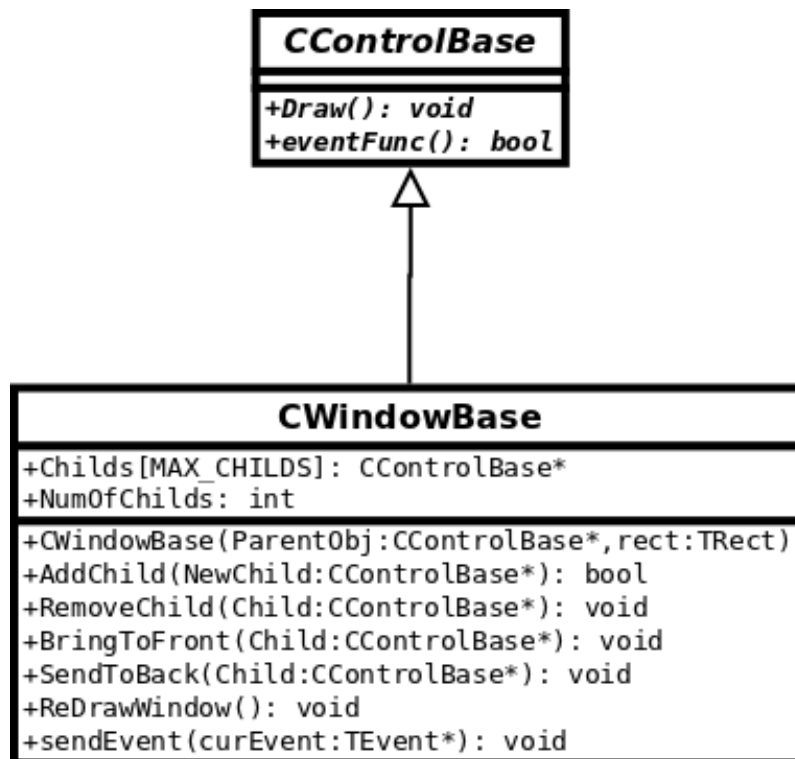 CControlBase
+Draw(): void
+eventFunc(): bool
CWindowBase
+Childs[MAX_CHILDS]: CControlBase*
+NumOfChilds: int
+CWindowBase(ParentObj:CControlBase*,rect:TRect)
+AddChild(NewChild:CControlBase*): bool
+RemoveChild(Child:CControlBase*): void
+BringToFront(Child:CControlBase*): void
+SendToBack(Child:CControlBase*): void
+ReDrawWindow(): void
+sendEvent(curEvent:TEvent*): void